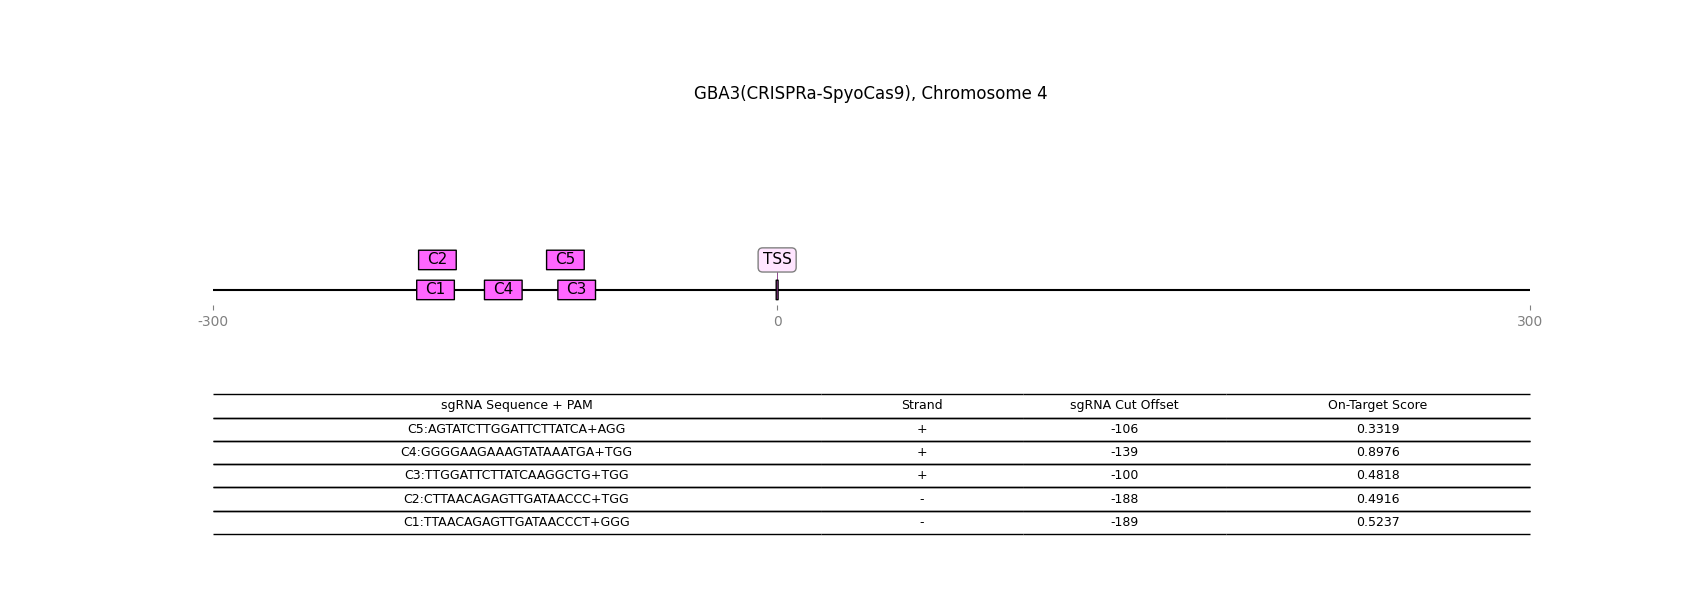 GBA3(CRISPRa-SpyoCas9), Chromosome 4
C2 C5 TSS
C1 C4 C3
-300 0 300
sgRNA Sequence + PAM Strand sgRNA Cut Offset On-Target Score
C5:AGTATCTTGGATTCTTATCA+AGG + -106 0.3319
C4:GGGGAAGAAAGTATAAATGA+TGG + -139 0.8976
C3:TTGGATTCTTATCAAGGCTG+TGG + -100 0.4818
C2:CTTAACAGAGTTGATAACCC+TGG - -188 0.4916
C1:TTAACAGAGTTGATAACCCT+GGG - -189 0.5237